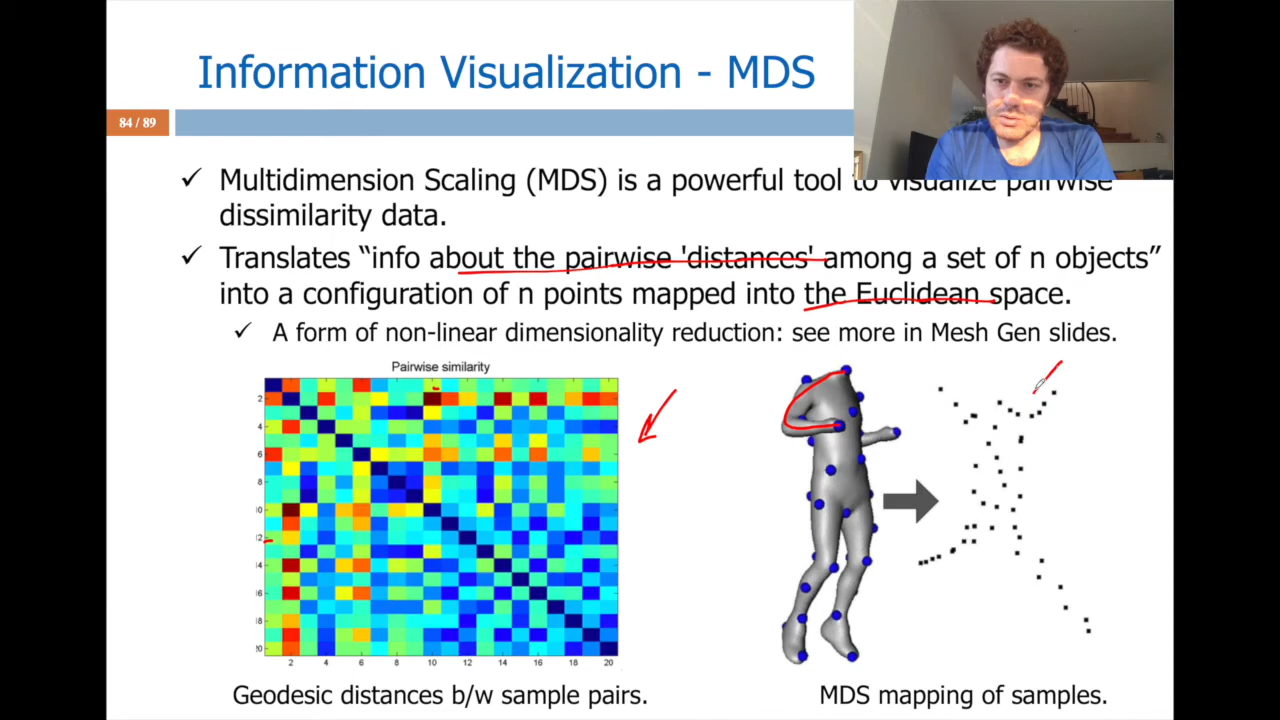 Information Visualization - MDS
84 / 89
✓ Multidimension Scaling (MDS) is a powerful tool to visualize pairwise
dissimilarity data.
✓ Translates “info about the pairwise 'distances' among a set of n objects”
into a configuration of n points mapped into the Euclidean space.
✓ A form of non-linear dimensionality reduction: see more in Mesh Gen slides.
Pairwise similarity
2
4
6
8
10
12
14
16
18
20
2 4 6 8 10 12 14 16 18 20
Geodesic distances b/w sample pairs.
MDS mapping of samples.